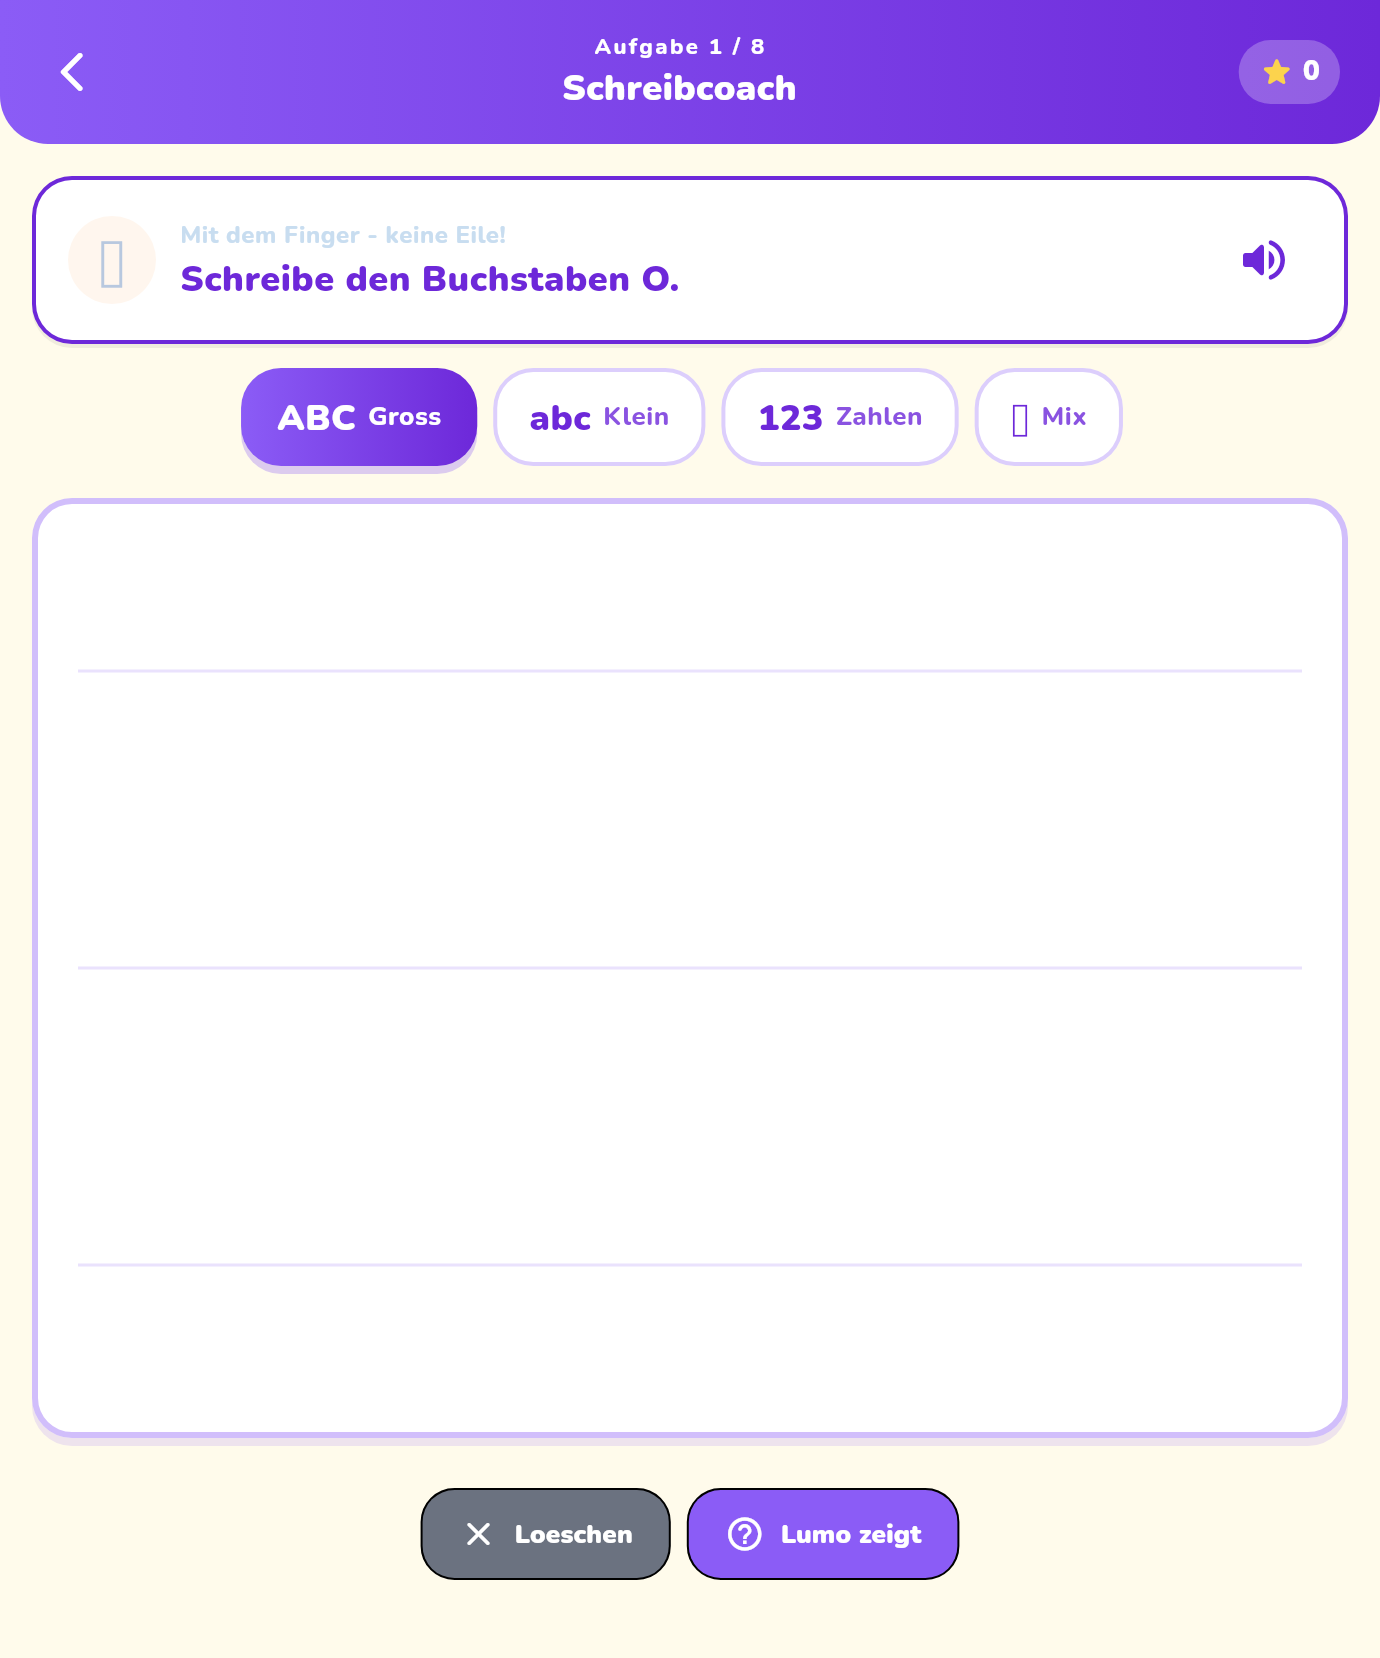 Aufgabe 1 / 8
Schreibcoach
0
Mit dem Finger - keine Eile!
Schreibe den Buchstaben O.
ABC Gross
abc Klein
123 Zahlen
Mix
Loeschen
Lumo zeigt